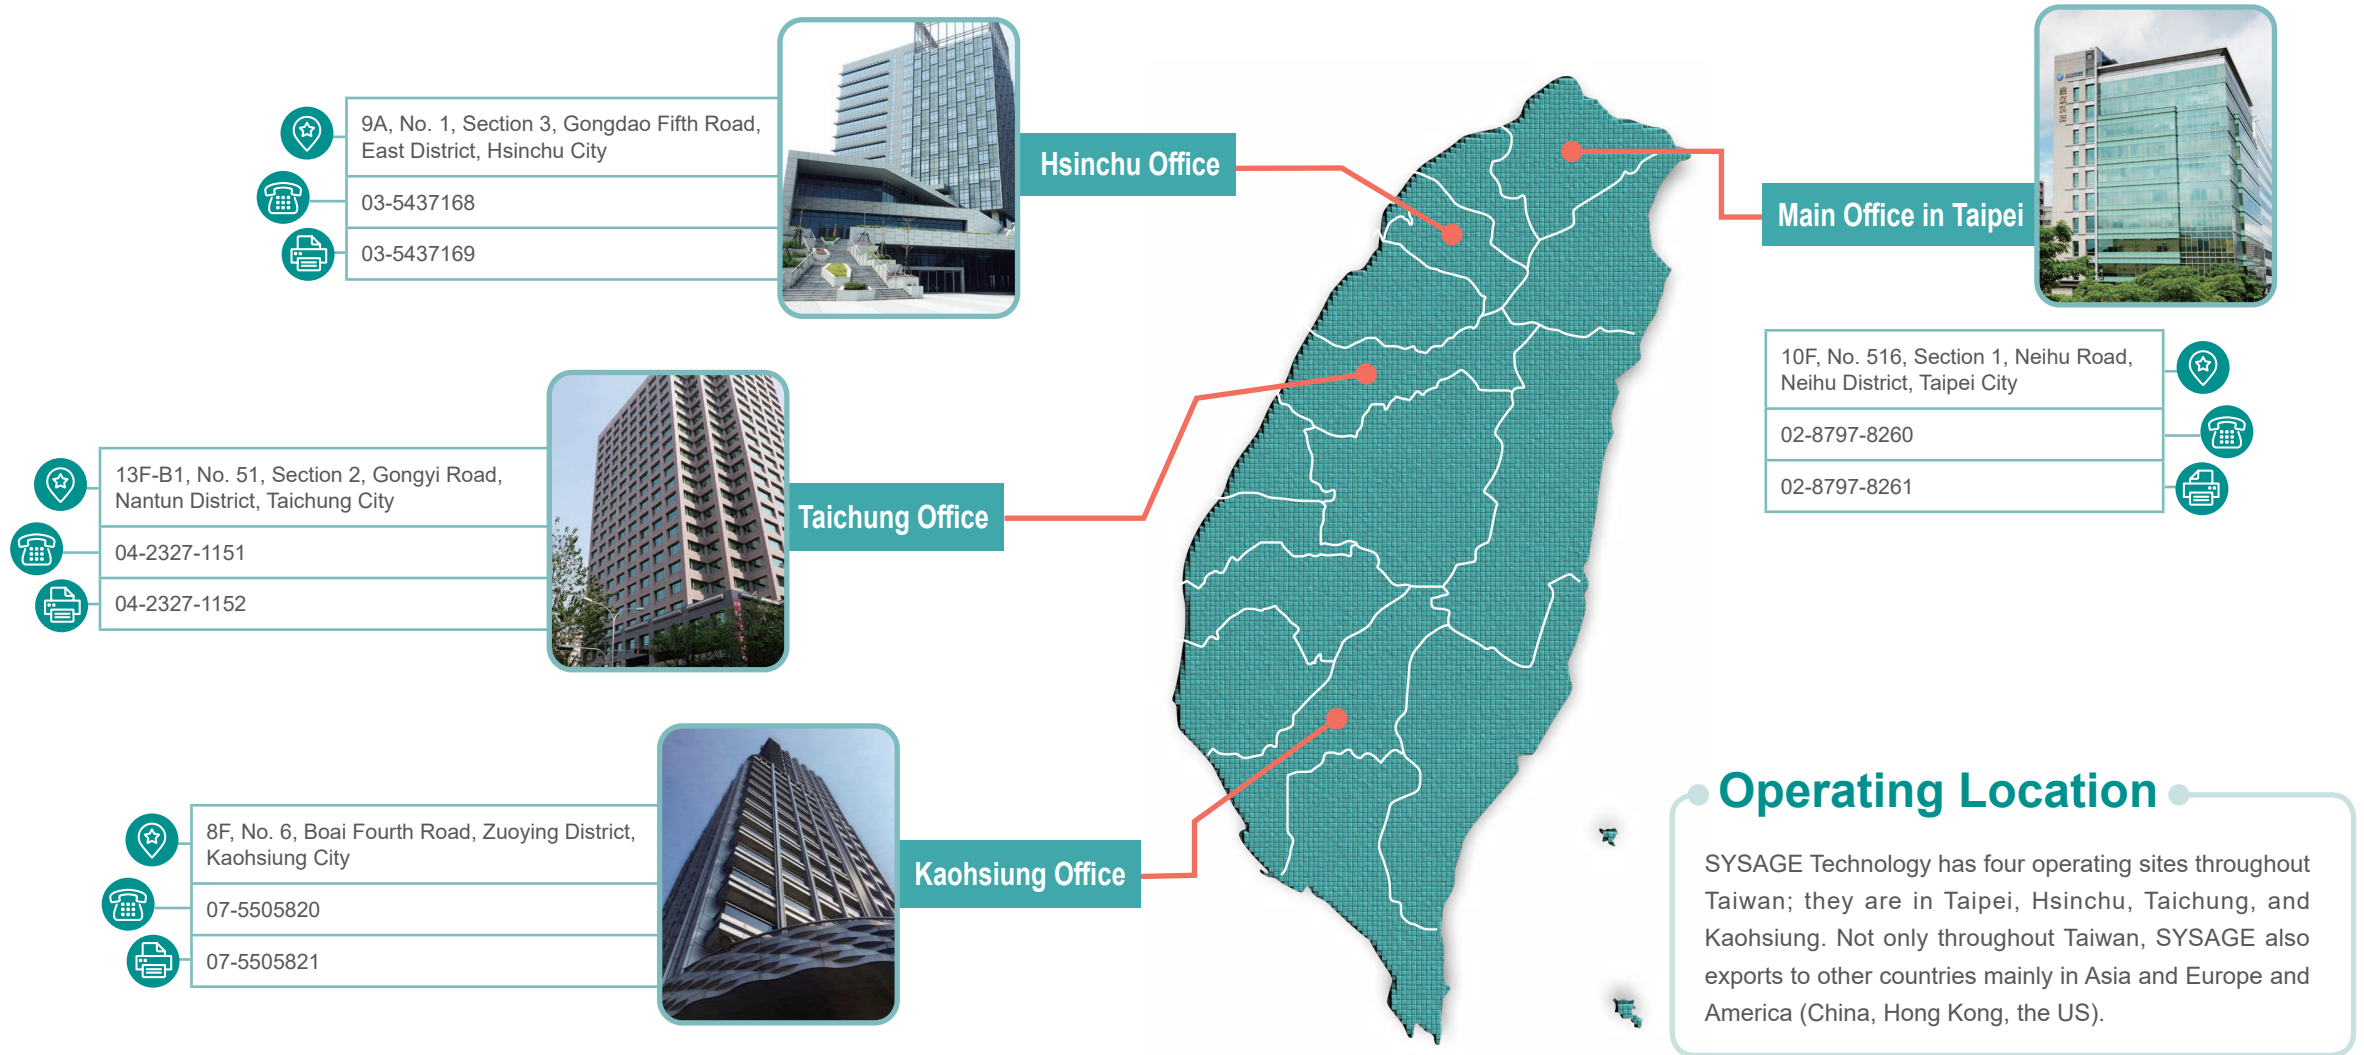 9A, No. 1, Section 3, Gongdao Fifth Road,
East District, Hsinchu City
03-5437168
03-5437169
Hsinchu Office
Main Office in Taipei
10F, No. 516, Section 1, Neihu Road,
Neihu District, Taipei City
02-8797-8260
02-8797-8261
13F-B1, No. 51, Section 2, Gongyi Road,
Nantun District, Taichung City
04-2327-1151
04-2327-1152
Taichung Office
8F, No. 6, Boai Fourth Road, Zuoying District,
Kaohsiung City
07-5505820
07-5505821
Kaohsiung Office
Operating Location
SYSAGE Technology has four operating sites throughout
Taiwan; they are in Taipei, Hsinchu, Taichung, and
Kaohsiung. Not only throughout Taiwan, SYSAGE also
exports to other countries mainly in Asia and Europe and
America (China, Hong Kong, the US).